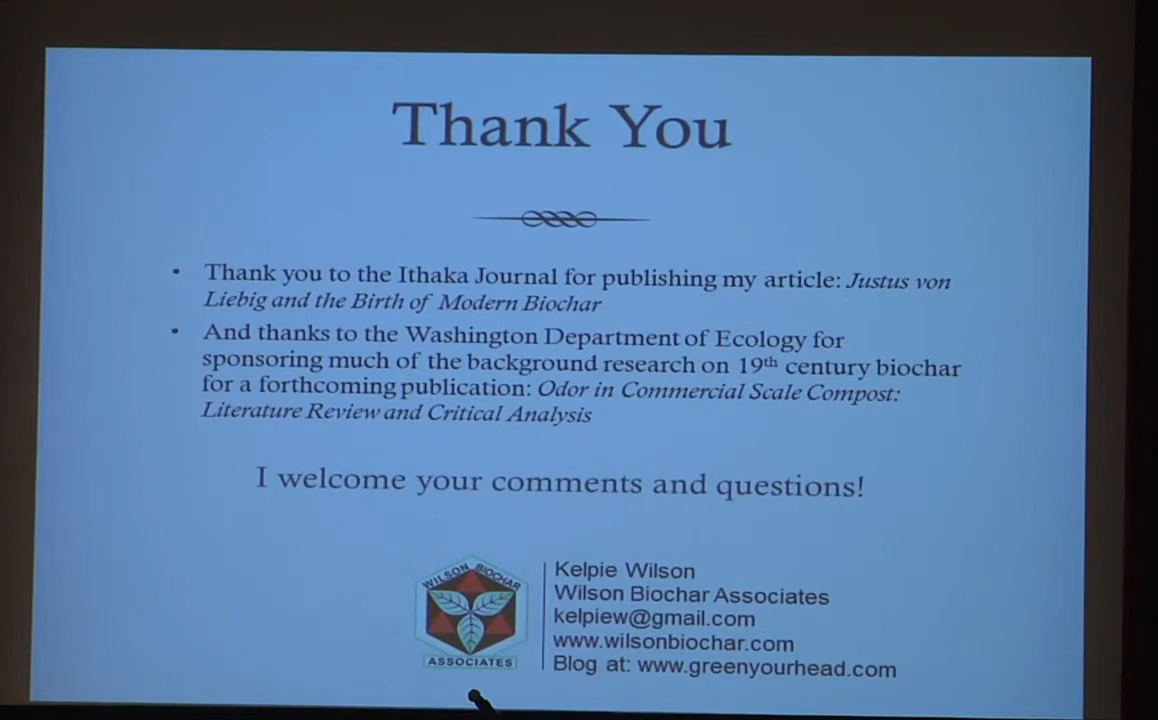 Thank You
• Thank you to the Ithaka Journal for publishing my article: Justus von
Liebig and the Birth of Modern Biochar
• And thanks to the Washington Department of Ecology for
sponsoring much of the background research on 19th century biochar
for a forthcoming publication: Odor in Commercial Scale Compost:
Literature Review and Critical Analysis
I welcome your comments and questions!
WILSON BIOCHAR
ASSOCIATES
Kelpie Wilson
Wilson Biochar Associates
kelpiew@gmail.com
www.wilsonbiochar.com
Blog at: www.greenyourhead.com